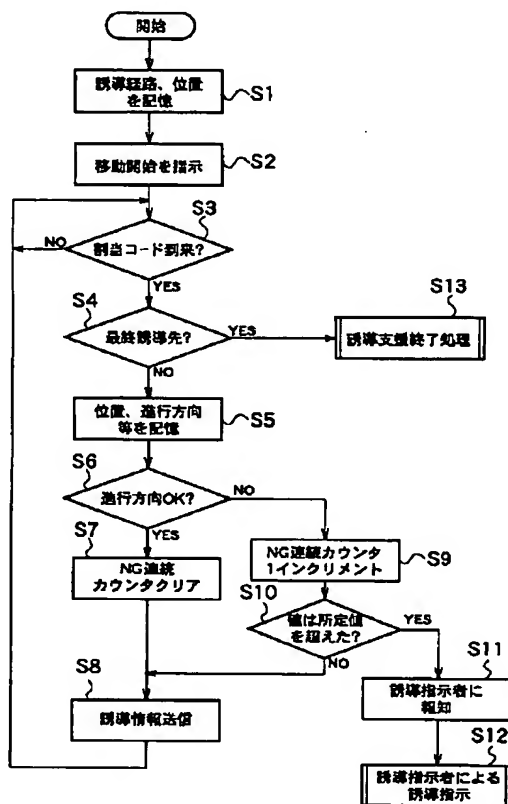 開始
誘導経路、位置
を記憶
S1
移動開始を指示
S2
S3
割当コード到来?
NO
YES
S4
最終誘導先?
YES
NO
S13
誘導支援終了処理
位置、進行方向
等を記憶
S5
S6
進行方向OK?
NO
YES
S7
NG連続
カウンタクリア
NG連続カウンタ
1インクリメント
S9
S10
値は所定値
を超えた?
YES
NO
S11
誘導指示者に
報知
S8
誘導情報送信
S12
誘導指示者による
誘導指示